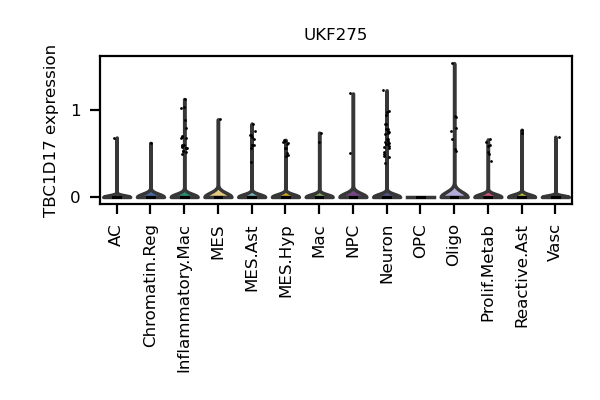 UKF275
TBC1D17 expression
1
0
AC
Chromatin.Reg
Inflammatory.Mac
MES
MES.Ast
MES.Hyp
Mac
NPC
Neuron
OPC
Oligo
Prolif.Metab
Reactive.Ast
Vasc